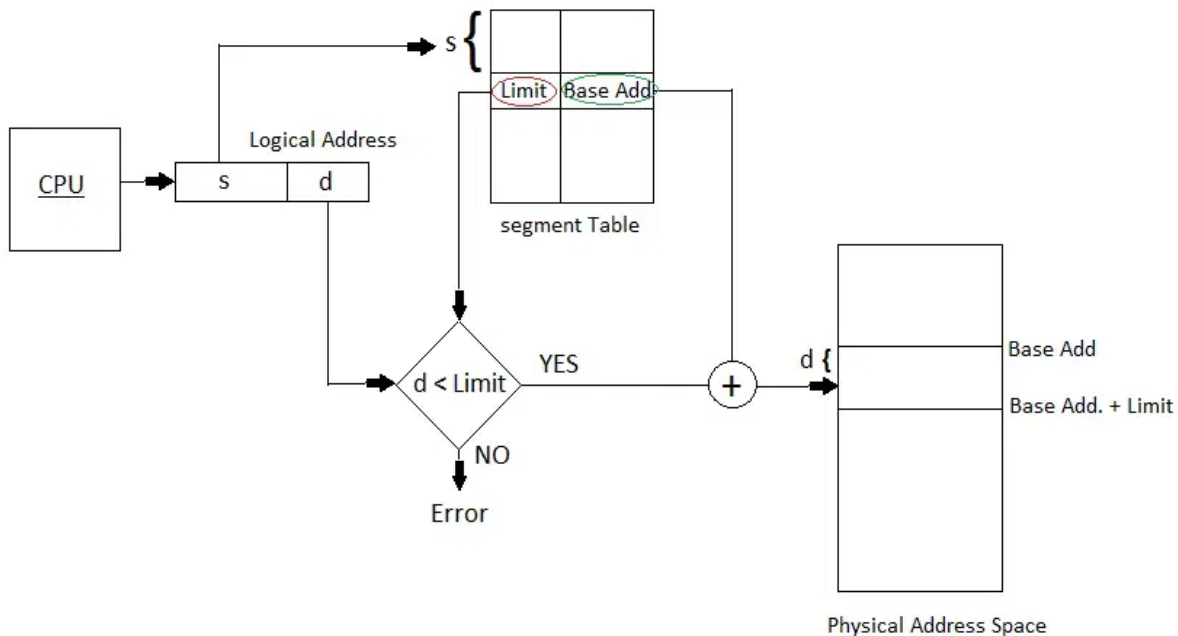 s {
Limit
Base Add
Logical Address
CPU
s
d
segment Table
d < Limit
YES
+
d {
Base Add
Base Add. + Limit
NO
Error
Physical Address Space